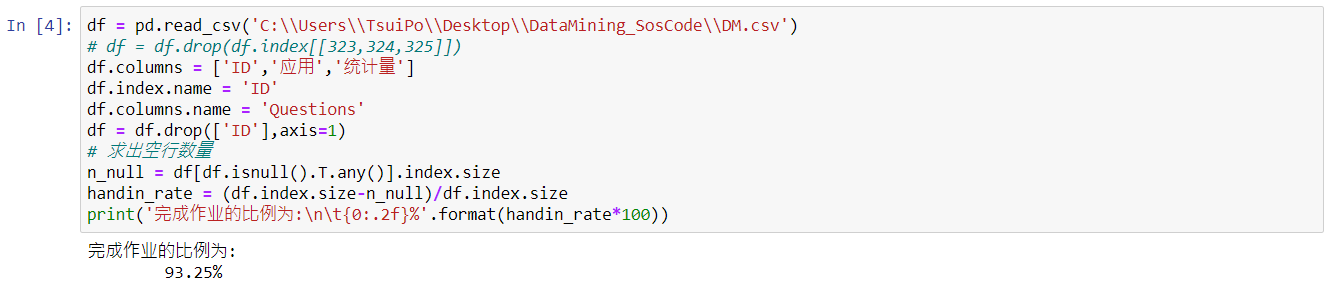 In [4]: df = pd.read_csv('C:\\Users\\TsuiPo\\Desktop\\DataMining_SosCode\\DM.csv')
# df = df.drop(df.index[[323,324,325]])
df.columns = ['ID','应用','统计量']
df.index.name = 'ID'
df.columns.name = 'Questions'
df = df.drop(['ID'],axis=1)
# 求出空行数量
n_null = df[df.isnull().T.any()].index.size
handin_rate = (df.index.size-n_null)/df.index.size
print('完成作业的比例为:\n\t{0:.2f}%'.format(handin_rate*100))
完成作业的比例为:
93.25%